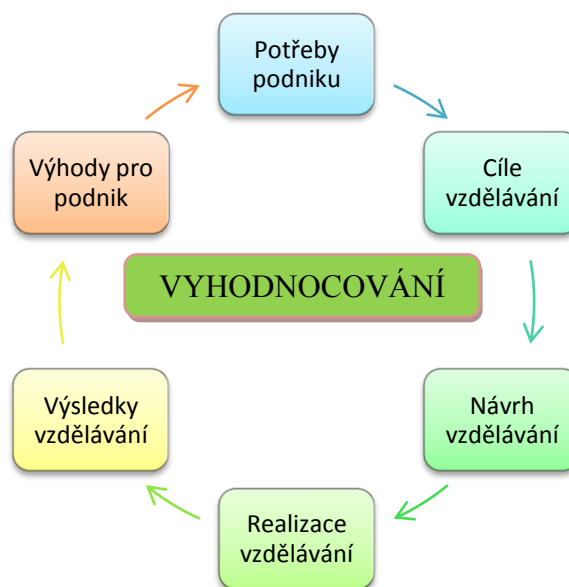 Potřeby
podniku
Výhody pro
podnik
Cíle
vzdělávání
VYHODNOCOVÁNÍ
Výsledky
vzdělávání
Návrh
vzdělávání
Realizace
vzdělávání